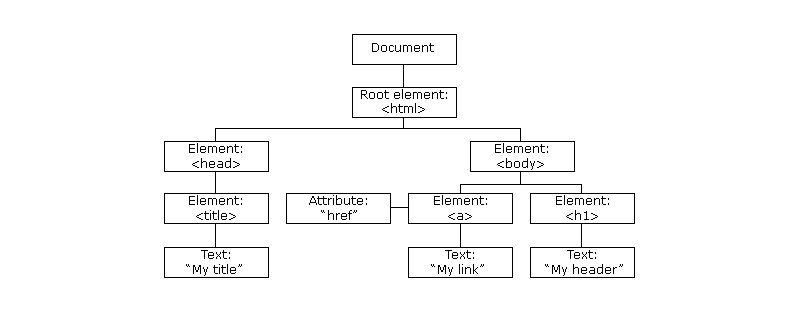 Document
Root element:
<html>
Element:
<head>
Element:
<body>
Element:
<title>
Attribute:
“href”
Element:
<a>
Element:
<h1>
Text:
“My title”
Text:
“My link”
Text:
“My header”